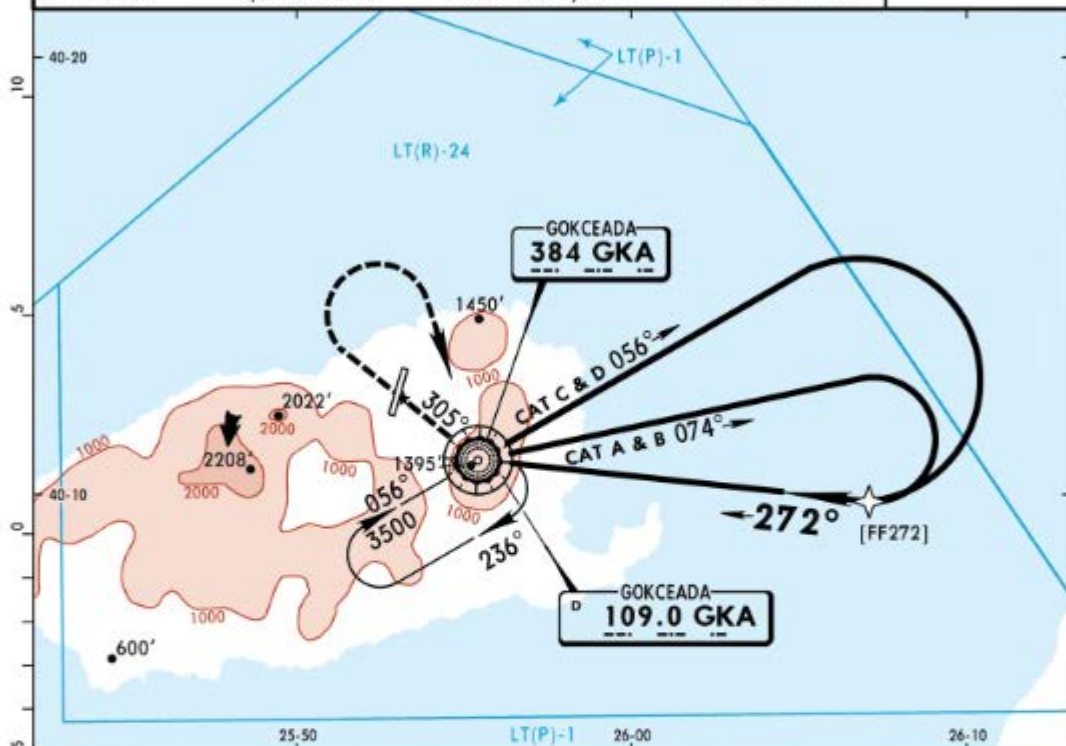 40-20
LT(P)-1
10
LT(R)-24
GOKCEADA
384 GKA
5
1450'
CAT C & D 056°
1000
305°
2022'
2000
CAT A & B 074°
1000
2208'
1395'
1000
2000
40-10
056°
3500
1000
272°
[FF272]
0
236°
GOKCEADA
D 109.0 GKA
1000
600'
25-50
LT(P)-1
26-00
26-10
5